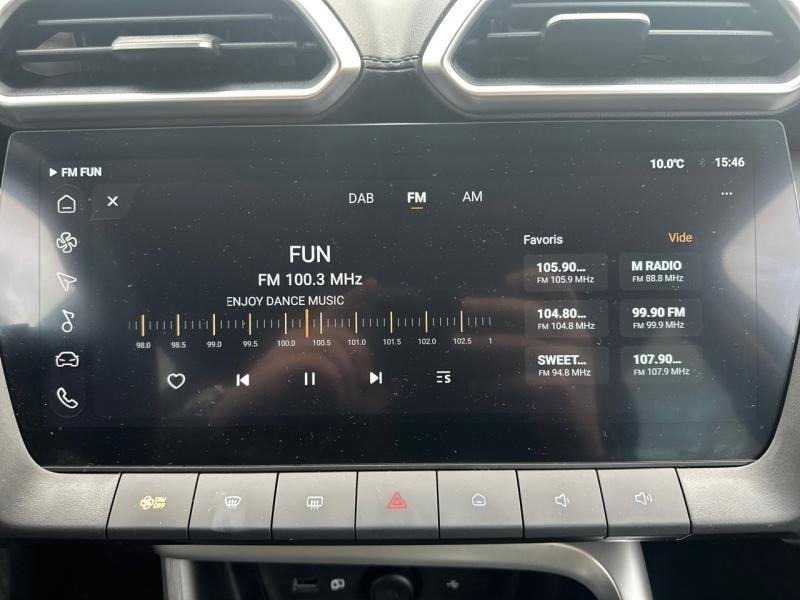 FM FUN
10.0°C 15:46
DAB FM AM
FUN
FM 100.3 MHz
ENJOY DANCE MUSIC
98.0 98.5 99.0 99.5 100.0 100.5 101.0 101.5 102.0 102.5 1
Favoris Vide
105.90...
FM 105.9 MHz
M RADIO
FM 88.8 MHz
104.80...
FM 104.8 MHz
99.90 FM
FM 99.9 MHz
SWEET...
FM 94.8 MHz
107.90...
FM 107.9 MHz
ON/
OFF